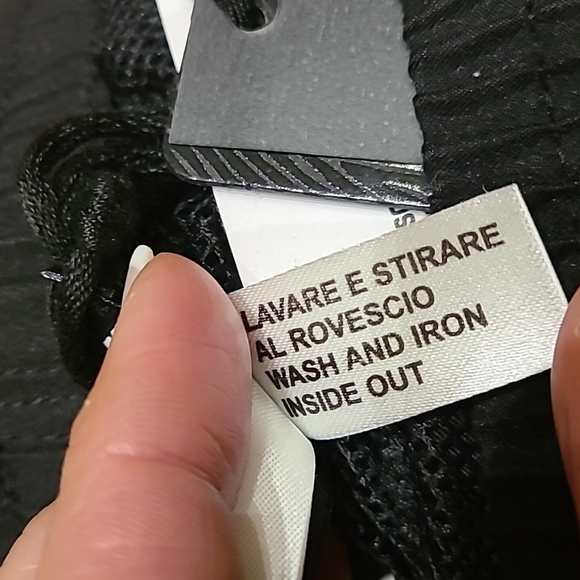 LAVARE E STIRARE
AL ROVESCIO
WASH AND IRON
INSIDE OUT